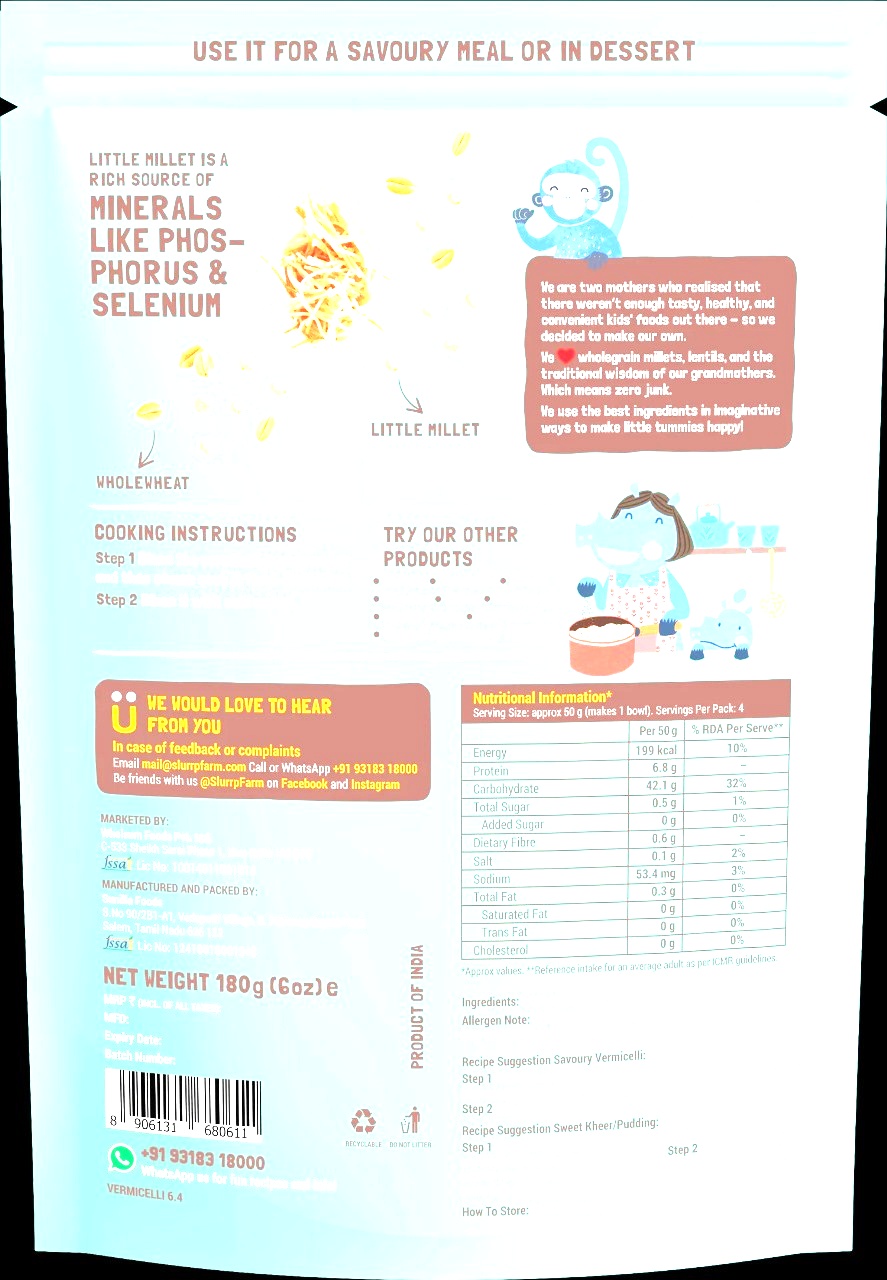 USE IT FOR A SAVOURY MEAL OR IN DESSERT
LITTLE MILLET IS A
RICH SOURCE OF
MINERALS
LIKE PHOS-
PHORUS &
SELENIUM
We are two mothers who realised that
there weren't enough tasty, healthy, and
convenient kids' foods out there – so we
decided to make our own.
We ❤ wholegrain millets, lentils, and the
traditional wisdom of our grandmothers.
Which means zero junk.
We use the best ingredients in imaginative
ways to make little tummies happy!
LITTLE MILLET
WHOLEWHEAT
COOKING INSTRUCTIONS
Step 1
Step 2
TRY OUR OTHER
PRODUCTS
WE WOULD LOVE TO HEAR
FROM YOU
In case of feedback or complaints
Email mail@slurrpfarm.com Call or WhatsApp +91 93183 18000
Be friends with us @SlurrpFarm on Facebook and Instagram
MARKETED BY:
fssai Lic No.
MANUFACTURED AND PACKED BY:
fssai Lic No.
NET WEIGHT 180g (6oz) e
MRP ₹ (INCL. OF ALL TAXES)
MFD:
Expiry Date:
Batch Number:
PRODUCT OF INDIA
8 906131 680611
RECYCLABLE DO NOT LITTER
+91 93183 18000
WhatsApp us for
VERMICELLI 6.4
Nutritional Information*
Serving Size: approx 50 g (makes 1 bowl). Servings Per Pack: 4
Per 50 g % RDA Per Serve**
Energy 199 kcal 10%
Protein 6.8 g –
Carbohydrate 42.1 g 32%
Total Sugar 0.5 g 1%
Added Sugar 0 g 0%
Dietary Fibre 0.6 g –
Salt 0.1 g 2%
Sodium 53.4 mg 3%
Total Fat 0.3 g 0%
Saturated Fat 0 g 0%
Trans Fat 0 g 0%
Cholesterol 0 g 0%
*Approx values. **Reference intake for an average adult as per ICMR guidelines.
Ingredients:
Allergen Note:
Recipe Suggestion Savoury Vermicelli:
Step 1
Step 2
Recipe Suggestion Sweet Kheer/Pudding:
Step 1 Step 2
How To Store: